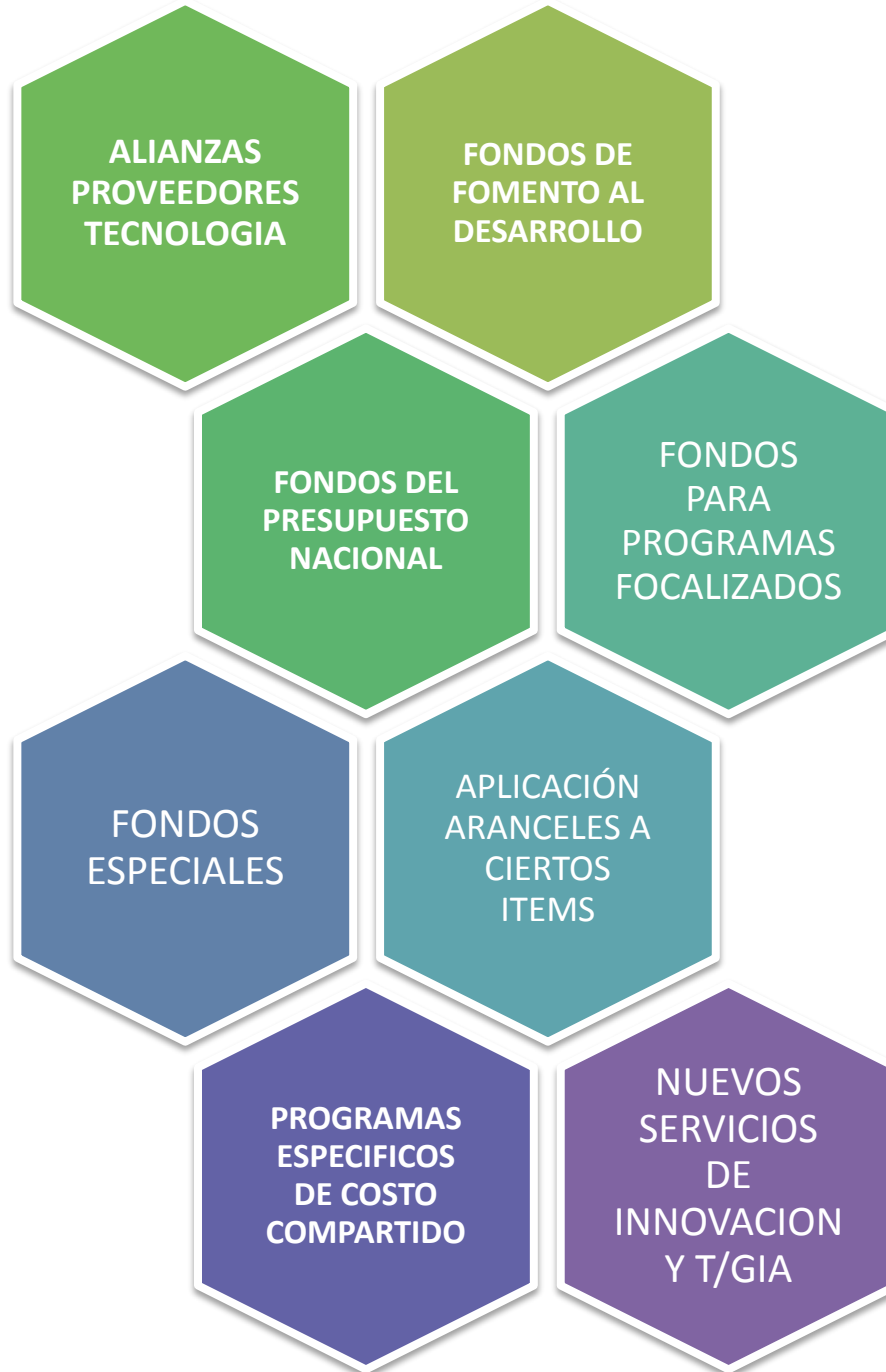 ALIANZAS
PROVEEDORES
TECNOLOGIA
FONDOS DE
FOMENTO AL
DESARROLLO
FONDOS DEL
PRESUPUESTO
NACIONAL
FONDOS
PARA
PROGRAMAS
FOCALIZADOS
FONDOS
ESPECIALES
APLICACIÓN
ARANCELES A
CIERTOS
ITEMS
PROGRAMAS
ESPECIFICOS
DE COSTO
COMPARTIDO
NUEVOS
SERVICIOS
DE
INNOVACION
Y T/GIA